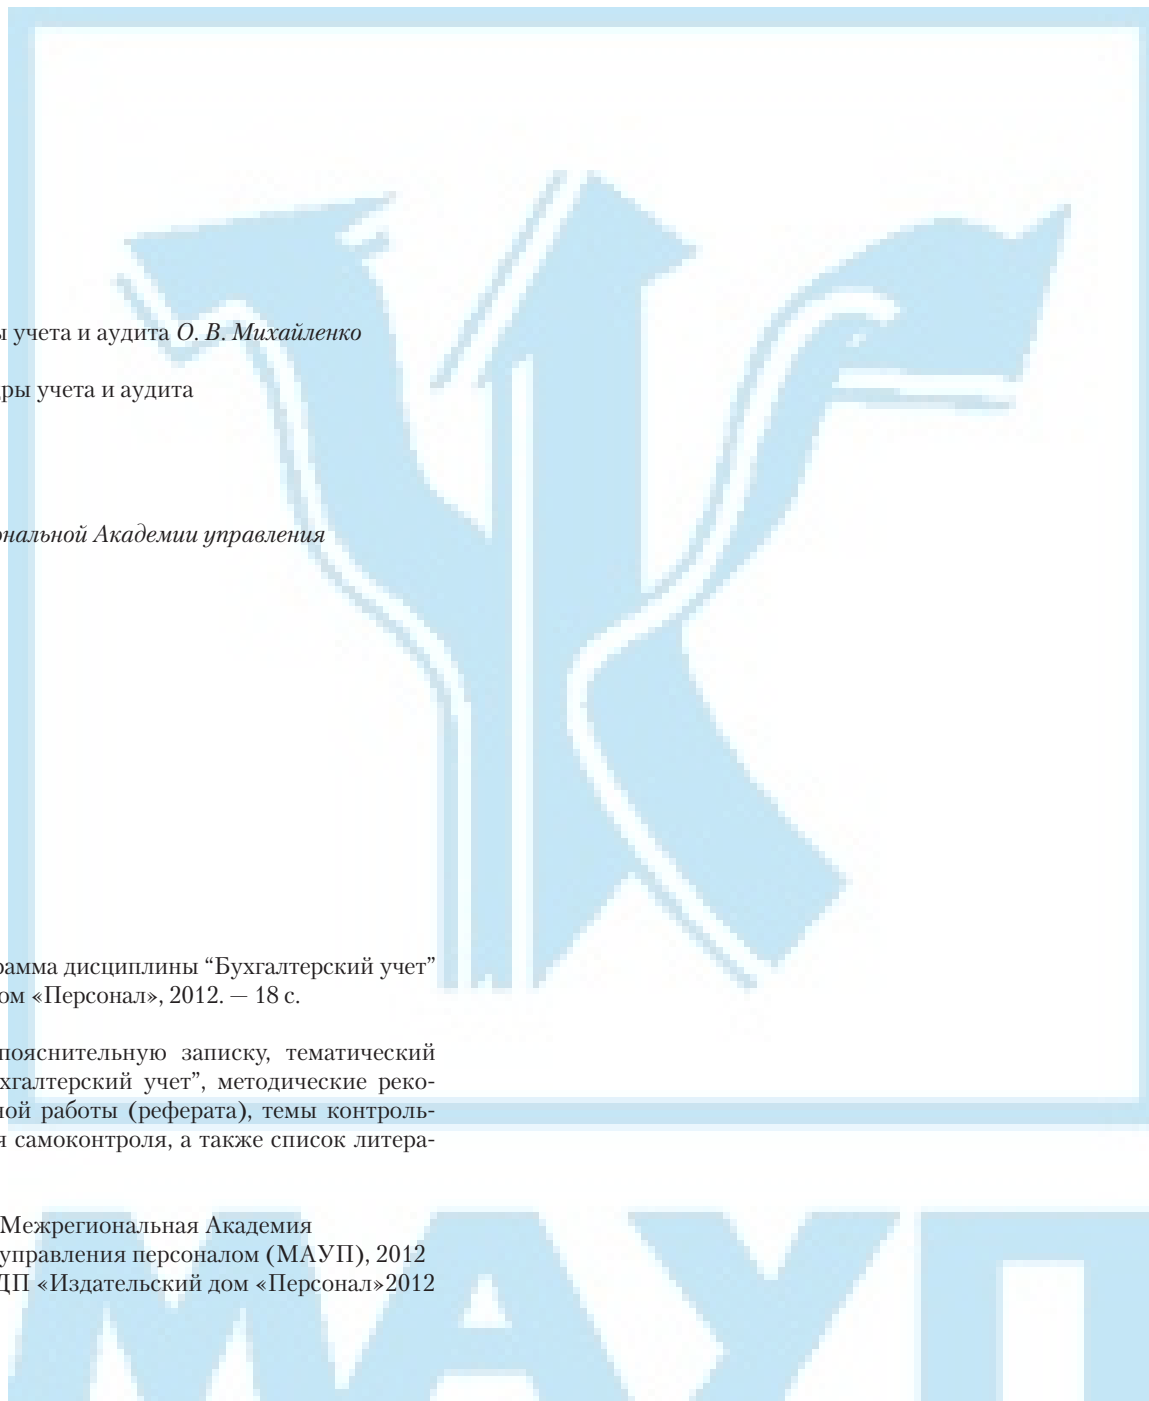 ы учета и аудита О. В. Михайленко
ры учета и аудита
ональной Академии управления
рамма дисциплины “Бухгалтерский учет”
ом «Персонал», 2012. — 18 с.
пояснительную записку, тематический
хгалтерский учет”, методические реко-
ной работы (реферата), темы контроль-
я самоконтроля, а также список литера-
Межрегиональная Академия
управления персоналом (МАУП), 2012
ДП «Издательский дом «Персонал»2012
МАУП